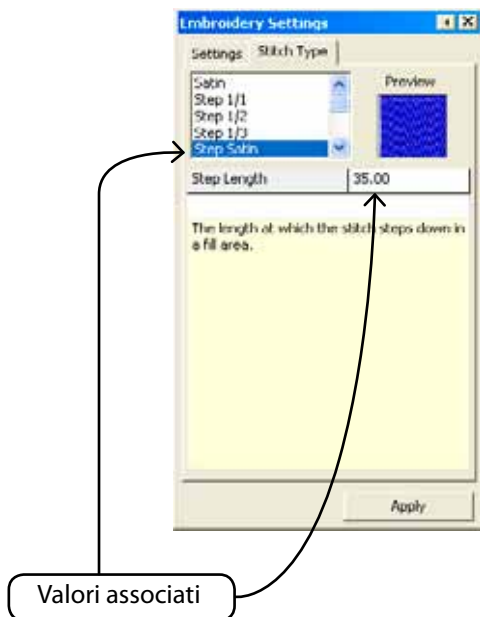 Embroidery Settings
Settings Stitch Type
Satin
Step 1/1
Step 1/2
Step 1/3
Step Satin
Preview
Step Length 35.00
The length at which the stitch steps down in
a fill area.
Apply
Valori associati